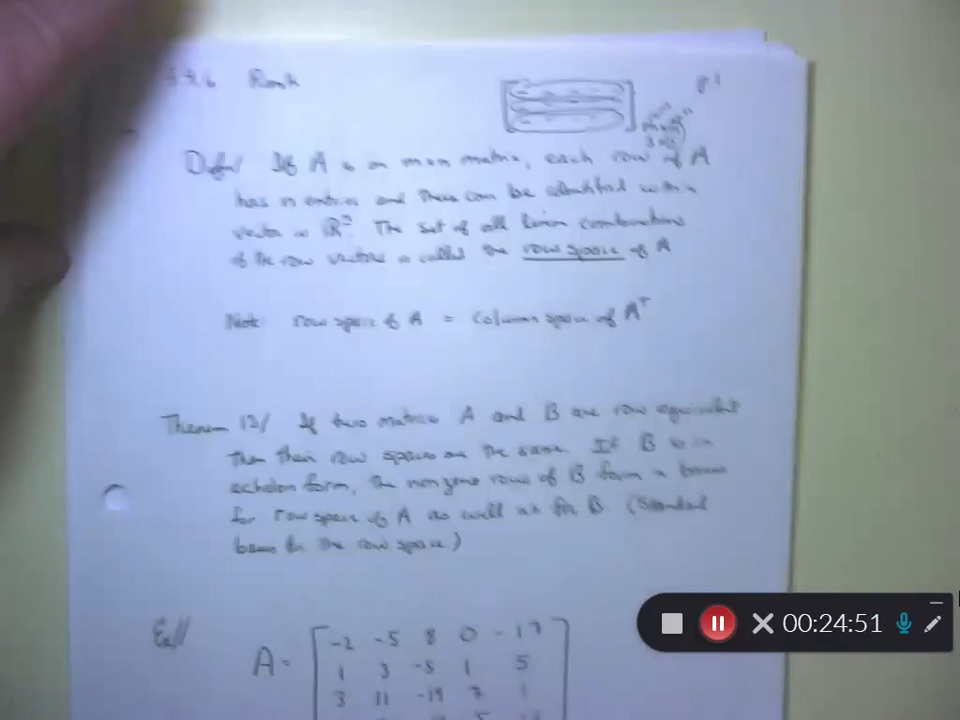 Rank
p 1
Defn/ If A is an mxn matrix, each row of A
has n entries and thus can be identified with a
vector in ℝⁿ. The set of all linear combinations
of the row vectors is called the row space of A
Note row space of A = column space of Aᵀ
Theorem 12/ If two matrices A and B are row equivalent
then their row spaces are the same. If B is in
echelon form, the nonzero rows of B form a basis
for row space of A as well as for B (standard
basis for the row space)
Ex//
A =
-2 -5 8 0 -17
1 3 -5 1 5
3 11 -19 7 1
00:24:51